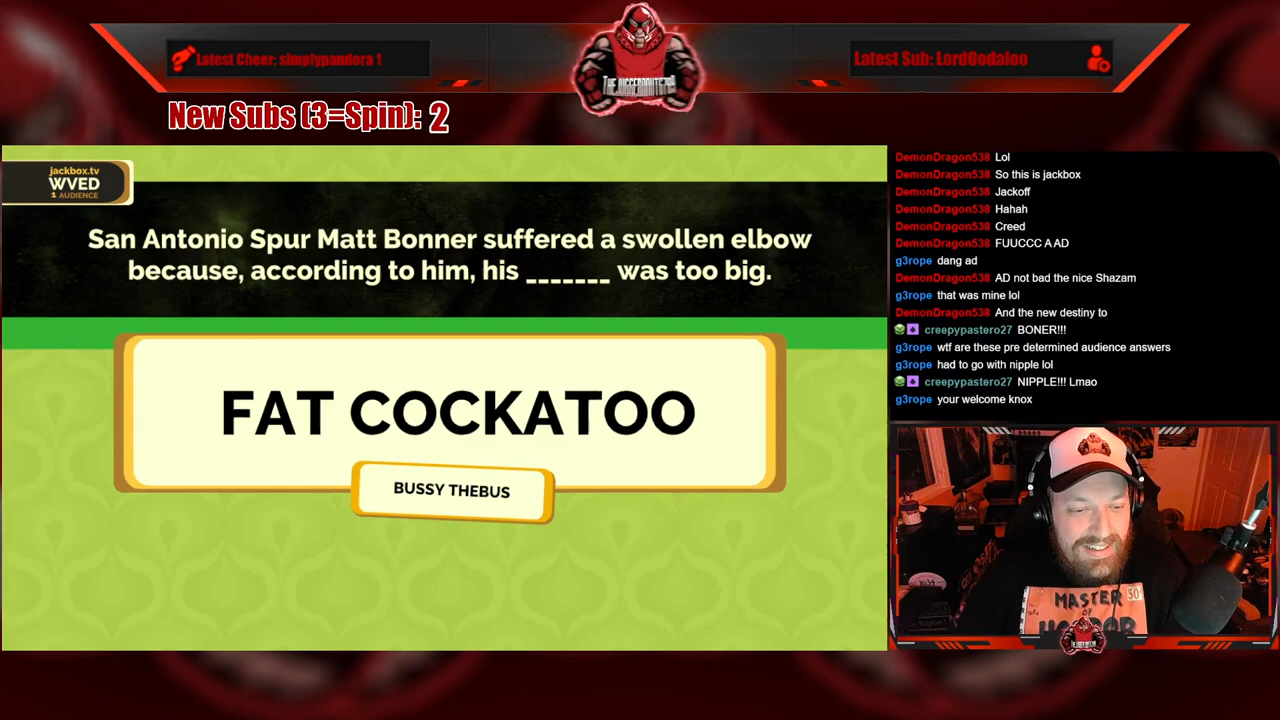 Latest Cheer: simplypandora 1
THEJUGGERNAUT6789
Latest Sub: LordOodaloo
New Subs (3=Spin): 2
jackbox.tv
WVED
1 AUDIENCE
San Antonio Spur Matt Bonner suffered a swollen elbow
because, according to him, his _______ was too big.
FAT COCKATOO
BUSSY THEBUS
DemonDragon538 Lol
DemonDragon538 So this is jackbox
DemonDragon538 Jackoff
DemonDragon538 Hahah
DemonDragon538 Creed
DemonDragon538 FUUCCC A AD
g3rope dang ad
DemonDragon538 AD not bad the nice Shazam
g3rope that was mine lol
DemonDragon538 And the new destiny to
creepypastero27 BONER!!!
g3rope wtf are these pre determined audience answers
g3rope had to go with nipple lol
creepypastero27 NIPPLE!!! Lmao
g3rope your welcome knox
MASTER
OF
HORROR
50¢